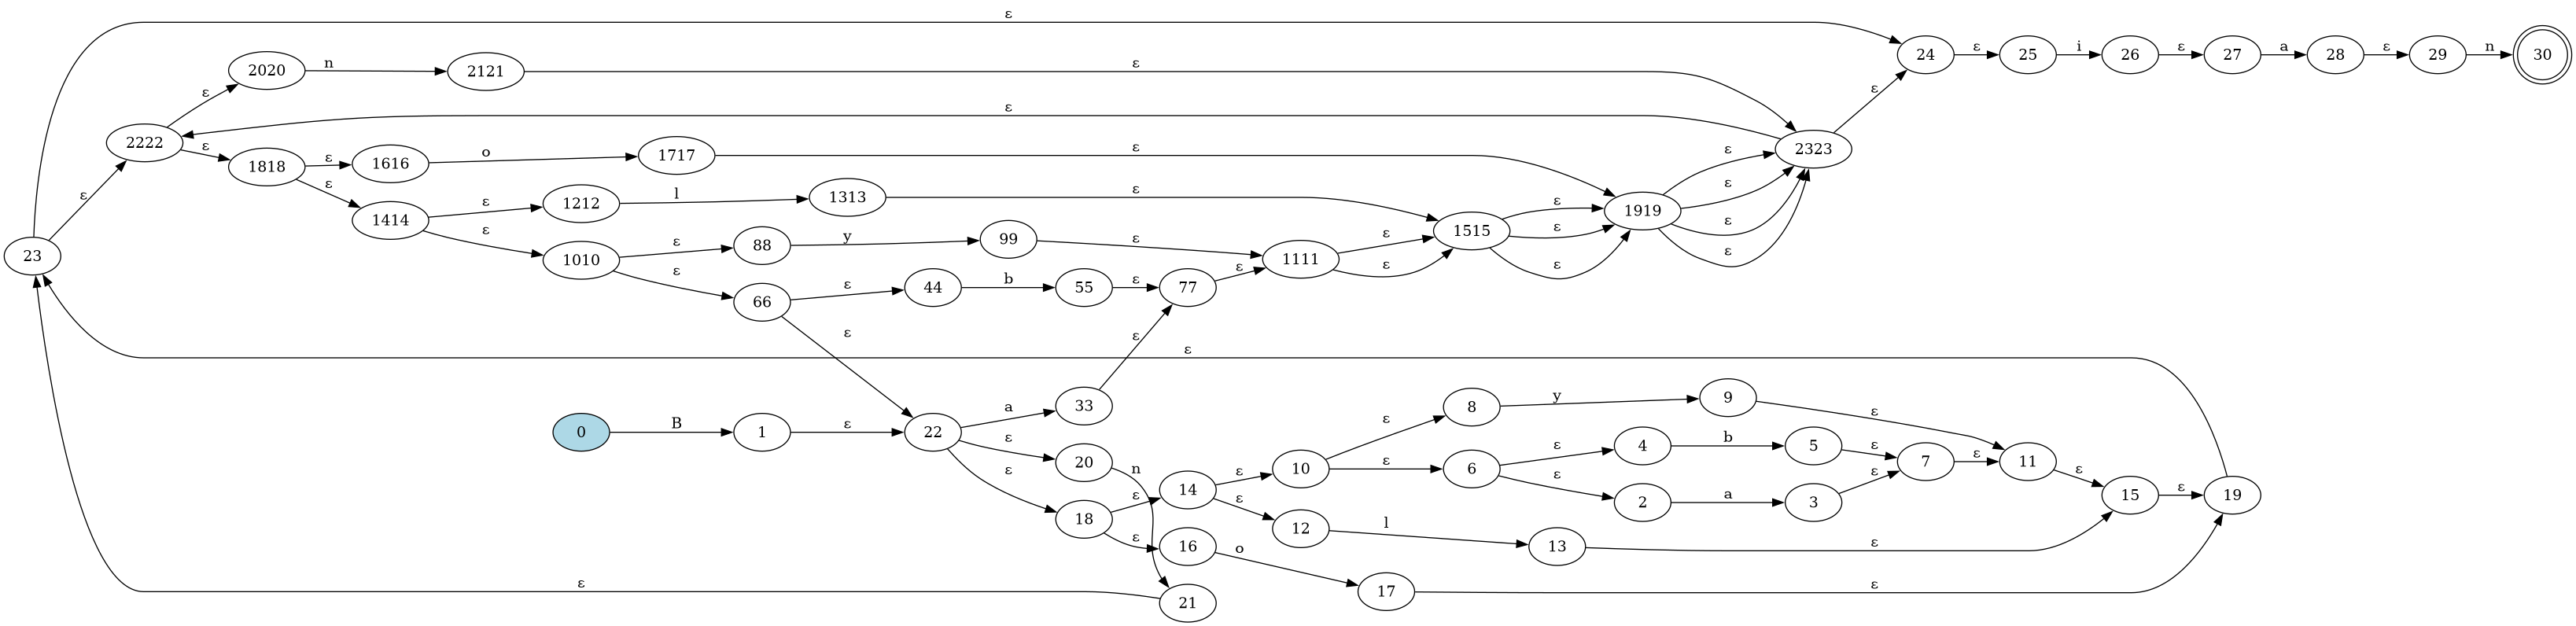 ε
24 ε 25 i 26 ε 27 a 28 ε 29 n 30
2020 n 2121 ε
ε ε ε
2222 ε 1818 ε 1616 o 1717 ε 2323
ε ε 1212 l 1313 ε ε
1414 ε ε 1515 ε 1919 ε
23 ε 1010 ε 88 y 99 ε 1111 ε ε ε
ε 66 ε 44 b 55 ε 77 ε ε ε ε
ε ε
ε
0 B 1 ε 22 a 33
ε 20 n
ε 18 ε 14 ε 10 ε 8 y 9 ε
ε 6 ε 4 b 5 ε 7 ε 11 ε 15 ε 19
ε 2 a 3 ε
ε 12 l 13 ε
ε 16 o 17 ε
ε 21